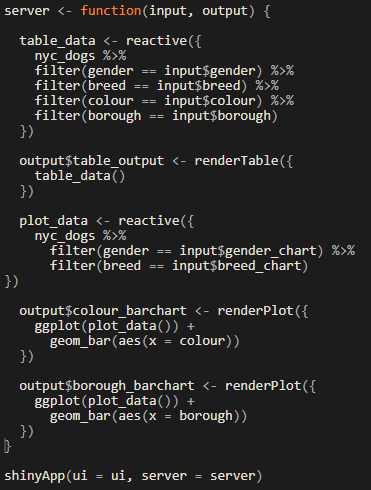 server <- function(input, output) {

  table_data <- reactive({
    nyc_dogs %>%
    filter(gender == input$gender) %>%
    filter(breed == input$breed) %>%
    filter(colour == input$colour) %>%
    filter(borough == input$borough)
  })

  output$table_output <- renderTable({
    table_data()
  })

  plot_data <- reactive({
    nyc_dogs %>%
      filter(gender == input$gender_chart) %>%
      filter(breed == input$breed_chart)
})

  output$colour_barchart <- renderPlot({
    ggplot(plot_data()) +
      geom_bar(aes(x = colour))
  })

  output$borough_barchart <- renderPlot({
    ggplot(plot_data()) +
      geom_bar(aes(x = borough))
  })
}

shinyApp(ui = ui, server = server)